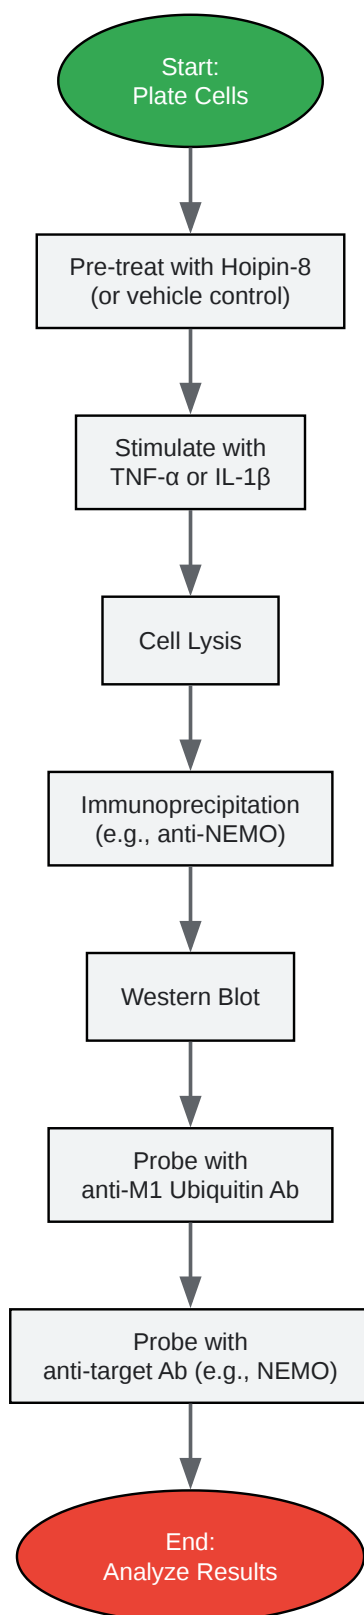 Start:
Plate Cells
Pre-treat with Hoipin-8
(or vehicle control)
Stimulate with
TNF-α or IL-1β
Cell Lysis
Immunoprecipitation
(e.g., anti-NEMO)
Western Blot
Probe with
anti-M1 Ubiquitin Ab
Probe with
anti-target Ab (e.g., NEMO)
End:
Analyze Results